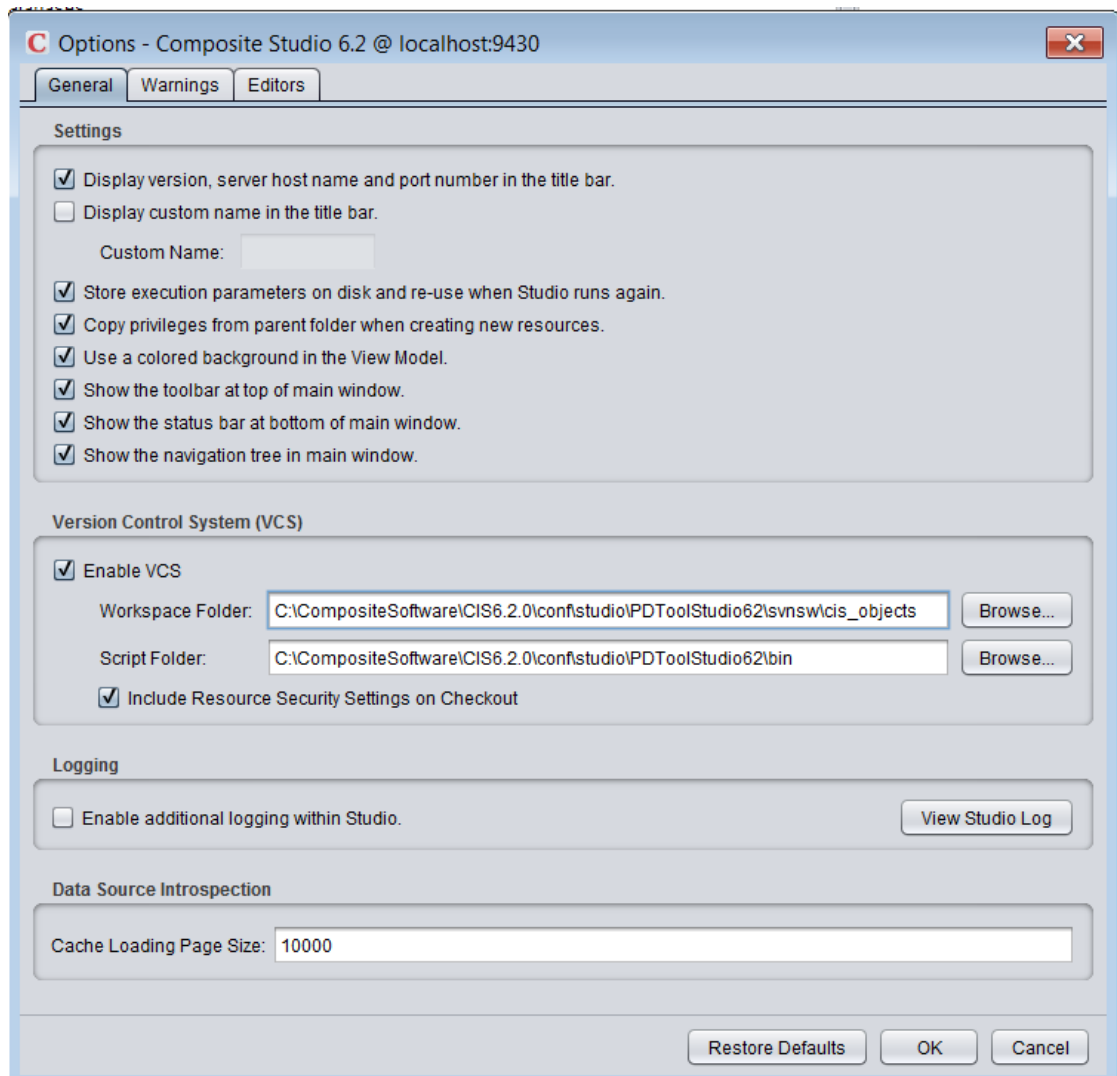 C Options - Composite Studio 6.2 @ localhost:9430
General Warnings Editors
Settings
Display version, server host name and port number in the title bar.
Display custom name in the title bar.
Custom Name:
Store execution parameters on disk and re-use when Studio runs again.
Copy privileges from parent folder when creating new resources.
Use a colored background in the View Model.
Show the toolbar at top of main window.
Show the status bar at bottom of main window.
Show the navigation tree in main window.
Version Control System (VCS)
Enable VCS
Workspace Folder: C:\CompositeSoftware\CIS6.2.0\conf\studio\PDToolStudio62\svnsw\cis_objects Browse...
Script Folder: C:\CompositeSoftware\CIS6.2.0\conf\studio\PDToolStudio62\bin Browse...
Include Resource Security Settings on Checkout
Logging
Enable additional logging within Studio. View Studio Log
Data Source Introspection
Cache Loading Page Size: 10000
Restore Defaults OK Cancel